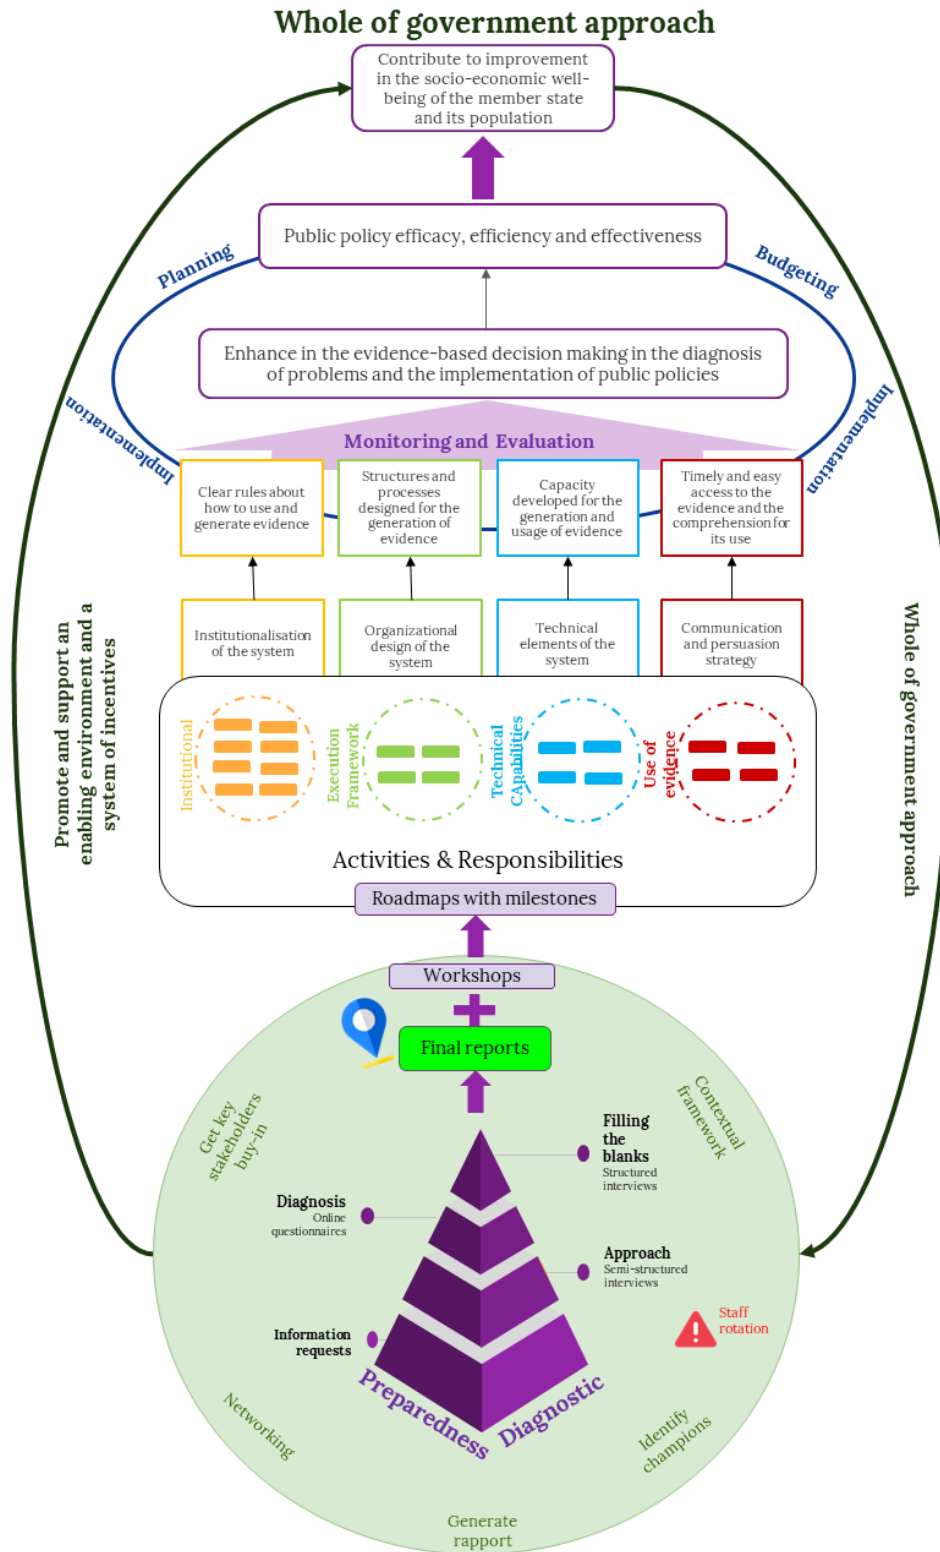 Whole of government approach
Contribute to improvement
in the socio-economic well-
being of the member state
and its population
Public policy efficacy, efficiency and effectiveness
Planning
Budgeting
Enhance in the evidence-based decision making in the diagnosis
of problems and the implementation of public policies
Implementation
Implementation
Monitoring and Evaluation
Clear rules about
how to use and
generate evidence
Structures and
processes
designed for the
generation of
evidence
Capacity
developed for the
generation and
usage of evidence
Timely and easy
access to the
evidence and the
comprehension for
its use
Institutionalisation
of the system
Organizational
design of the
system
Technical
elements of the
system
Communication
and persuasion
strategy
Promote and support an
enabling environment and a
system of incentives
Whole of government approach
Institutional
Execution
Framework
Technical
CApabilities
Use of
evidence
Activities & Responsibilities
Roadmaps with milestones
Workshops
Final reports
Get key
stakeholders
buy-in
Contextual
framework
Filling
the
blanks
Structured
interviews
Diagnosis
Online
questionnaires
Approach
Semi-structured
interviews
Staff
rotation
Information
requests
Preparedness
Diagnostic
Networking
Identify
champions
Generate
rapport